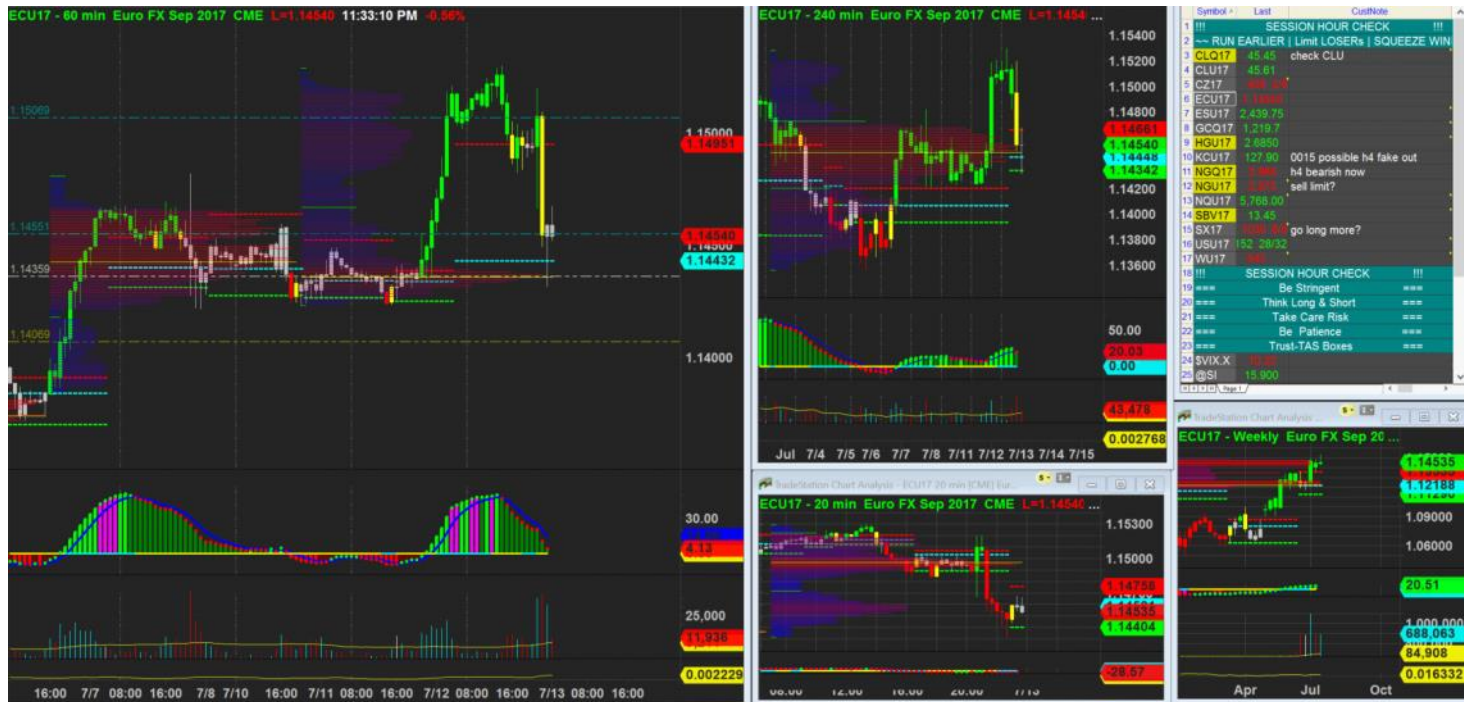 ECU17 - 60 min Euro FX Sep 2017 CME L=1.14540 11:33:10 PM -0.56%
1.15069
1.14551
1.14359
1.14069
1.15000
1.14951
1.14540
1.14500
1.14432
1.14000
30.00
4.13
25,000
11,936
0.002229
16:00 7/7 08:00 16:00 7/8 7/10 16:00 7/11 08:00 16:00 7/12 08:00 16:00 7/13 08:00 16:00
ECU17 - 240 min Euro FX Sep 2017 CME L=1.1454 ...
1.15400
1.15200
1.15000
1.14800
1.14661
1.14540
1.14448
1.14342
1.14200
1.14000
1.13800
1.13600
50.00
20.03
0.00
43,478
0.002768
Jul 7/4 7/5 7/6 7/7 7/8 7/11 7/12 7/13 7/14 7/15
TradeStation Chart Analysis - ECU17 20 min [CME] Eur...
ECU17 - 20 min Euro FX Sep 2017 CME L=1.14540 ...
1.15300
1.15000
1.14758
1.14535
1.14404
-28.57
08:00 12:00 16:00 20:00 7/13
Symbol Last CustNote
1 !!! SESSION HOUR CHECK !!!
2 ~~ RUN EARLIER | Limit LOSERs | SQUEEZE WIN
3 CLQ17 45.45 check CLU
4 CLU17 45.61
5 CZ17
6 ECU17
7 ESU17 2,439.75
8 GCQ17 1,219.7
9 HGU17 2.6850
10 KCU17 127.90 0015 possible h4 fake out
11 NGQ17 h4 bearish now
12 NGU17 sell limit?
13 NQU17 5,768.00
14 SBV17 13.45
15 SX17 go long more?
16 USU17 152 28/32
17 WU17
18 !!! SESSION HOUR CHECK !!!
19 === Be Stringent ===
20 === Think Long & Short ===
21 === Take Care Risk ===
22 === Be Patience ===
23 === Trust-TAS Boxes ===
24 $VIX.X
25 @SI 15.900
Page 1
TradeStation Chart Analysis ...
ECU17 - Weekly Euro FX Sep 20 ...
1.14535
1.12188
1.09000
1.06000
20.51
1,000,000
688,063
84,908
0.016332
Apr Jul Oct